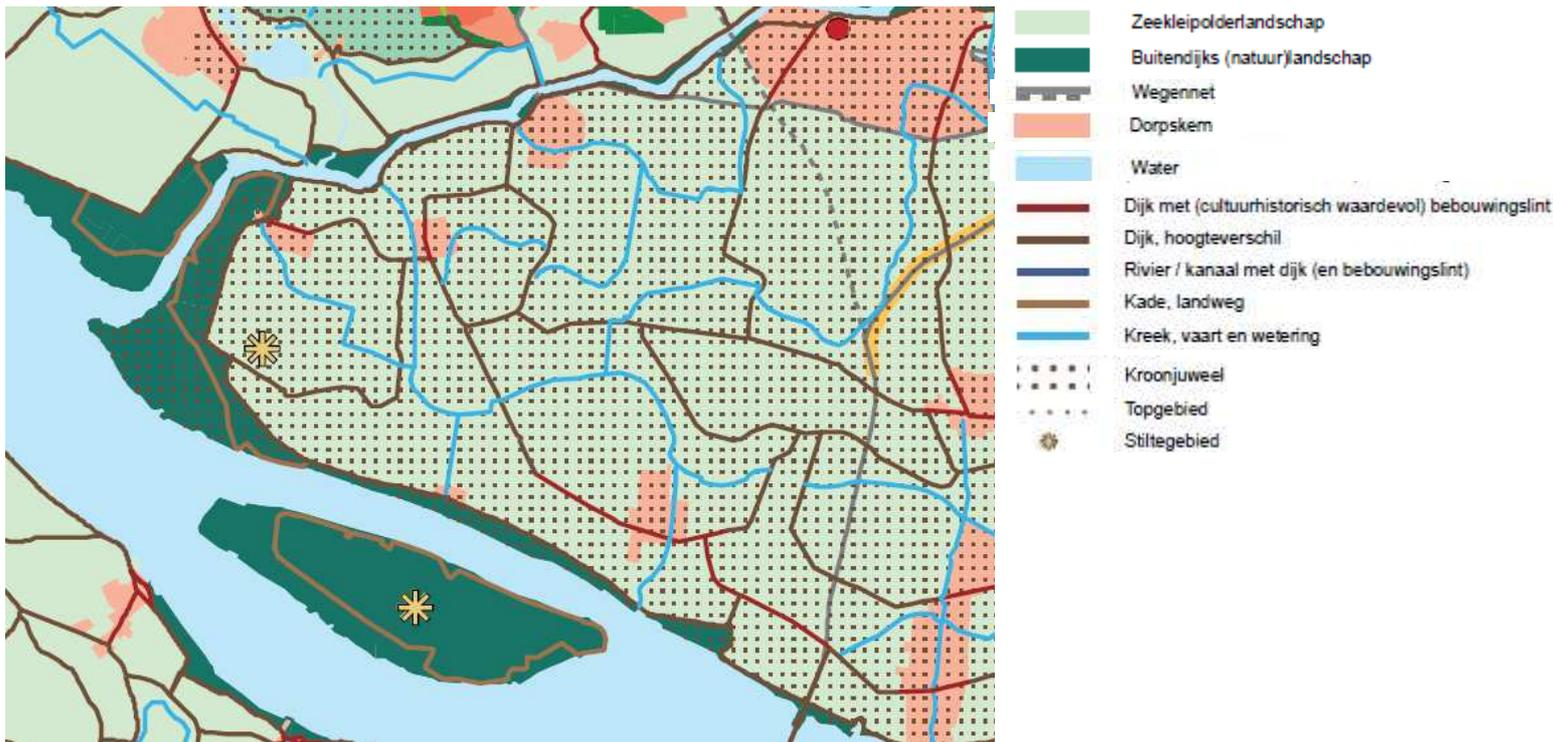 Zeekleipolderlandschap
Buitendijks (natuur)landschap
Wegennet
Dorpskern
Water
Dijk met (cultuurhistorisch waardevol) bebouwingslint
Dijk, hoogteverschil
Rivier / kanaal met dijk (en bebouwingslint)
Kade, landweg
Kreek, vaart en wetering
Kroonjuweel
Topgebied
Stiltegebied